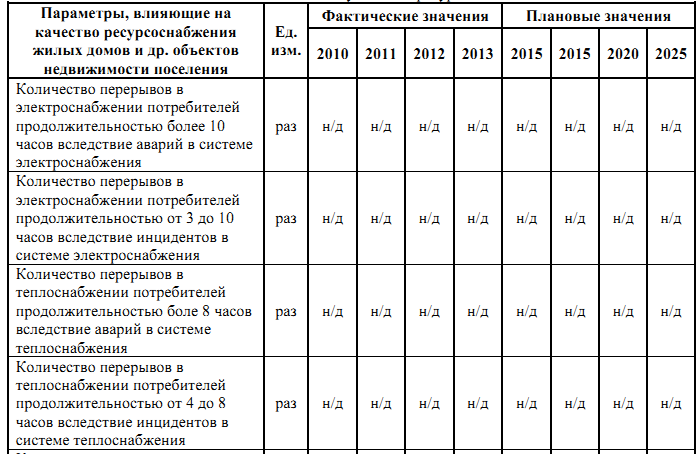 Параметры, влияющие на
качество ресурсоснабжения
жилых домов и др. объектов
недвижимости поселения
Ед.
изм.
Фактические значения
Плановые значения
2010 2011 2012 2013 2015 2015 2020 2025
Количество перерывов в
электроснабжении потребителей
продолжительностью более 10
часов вследствие аварий в системе
электроснабжения
раз н/д н/д н/д н/д н/д н/д н/д н/д
Количество перерывов в
электроснабжении потребителей
продолжительностью от 3 до 10
часов вследствие инцидентов в
системе электроснабжения
раз н/д н/д н/д н/д н/д н/д н/д н/д
Количество перерывов в
теплоснабжении потребителей
продолжительностью боле 8 часов
вследствие аварий в системе
теплоснабжения
раз н/д н/д н/д н/д н/д н/д н/д н/д
Количество перерывов в
теплоснабжении потребителей
продолжительностью от 4 до 8
часов вследствие инцидентов в
системе теплоснабжения
раз н/д н/д н/д н/д н/д н/д н/д н/д